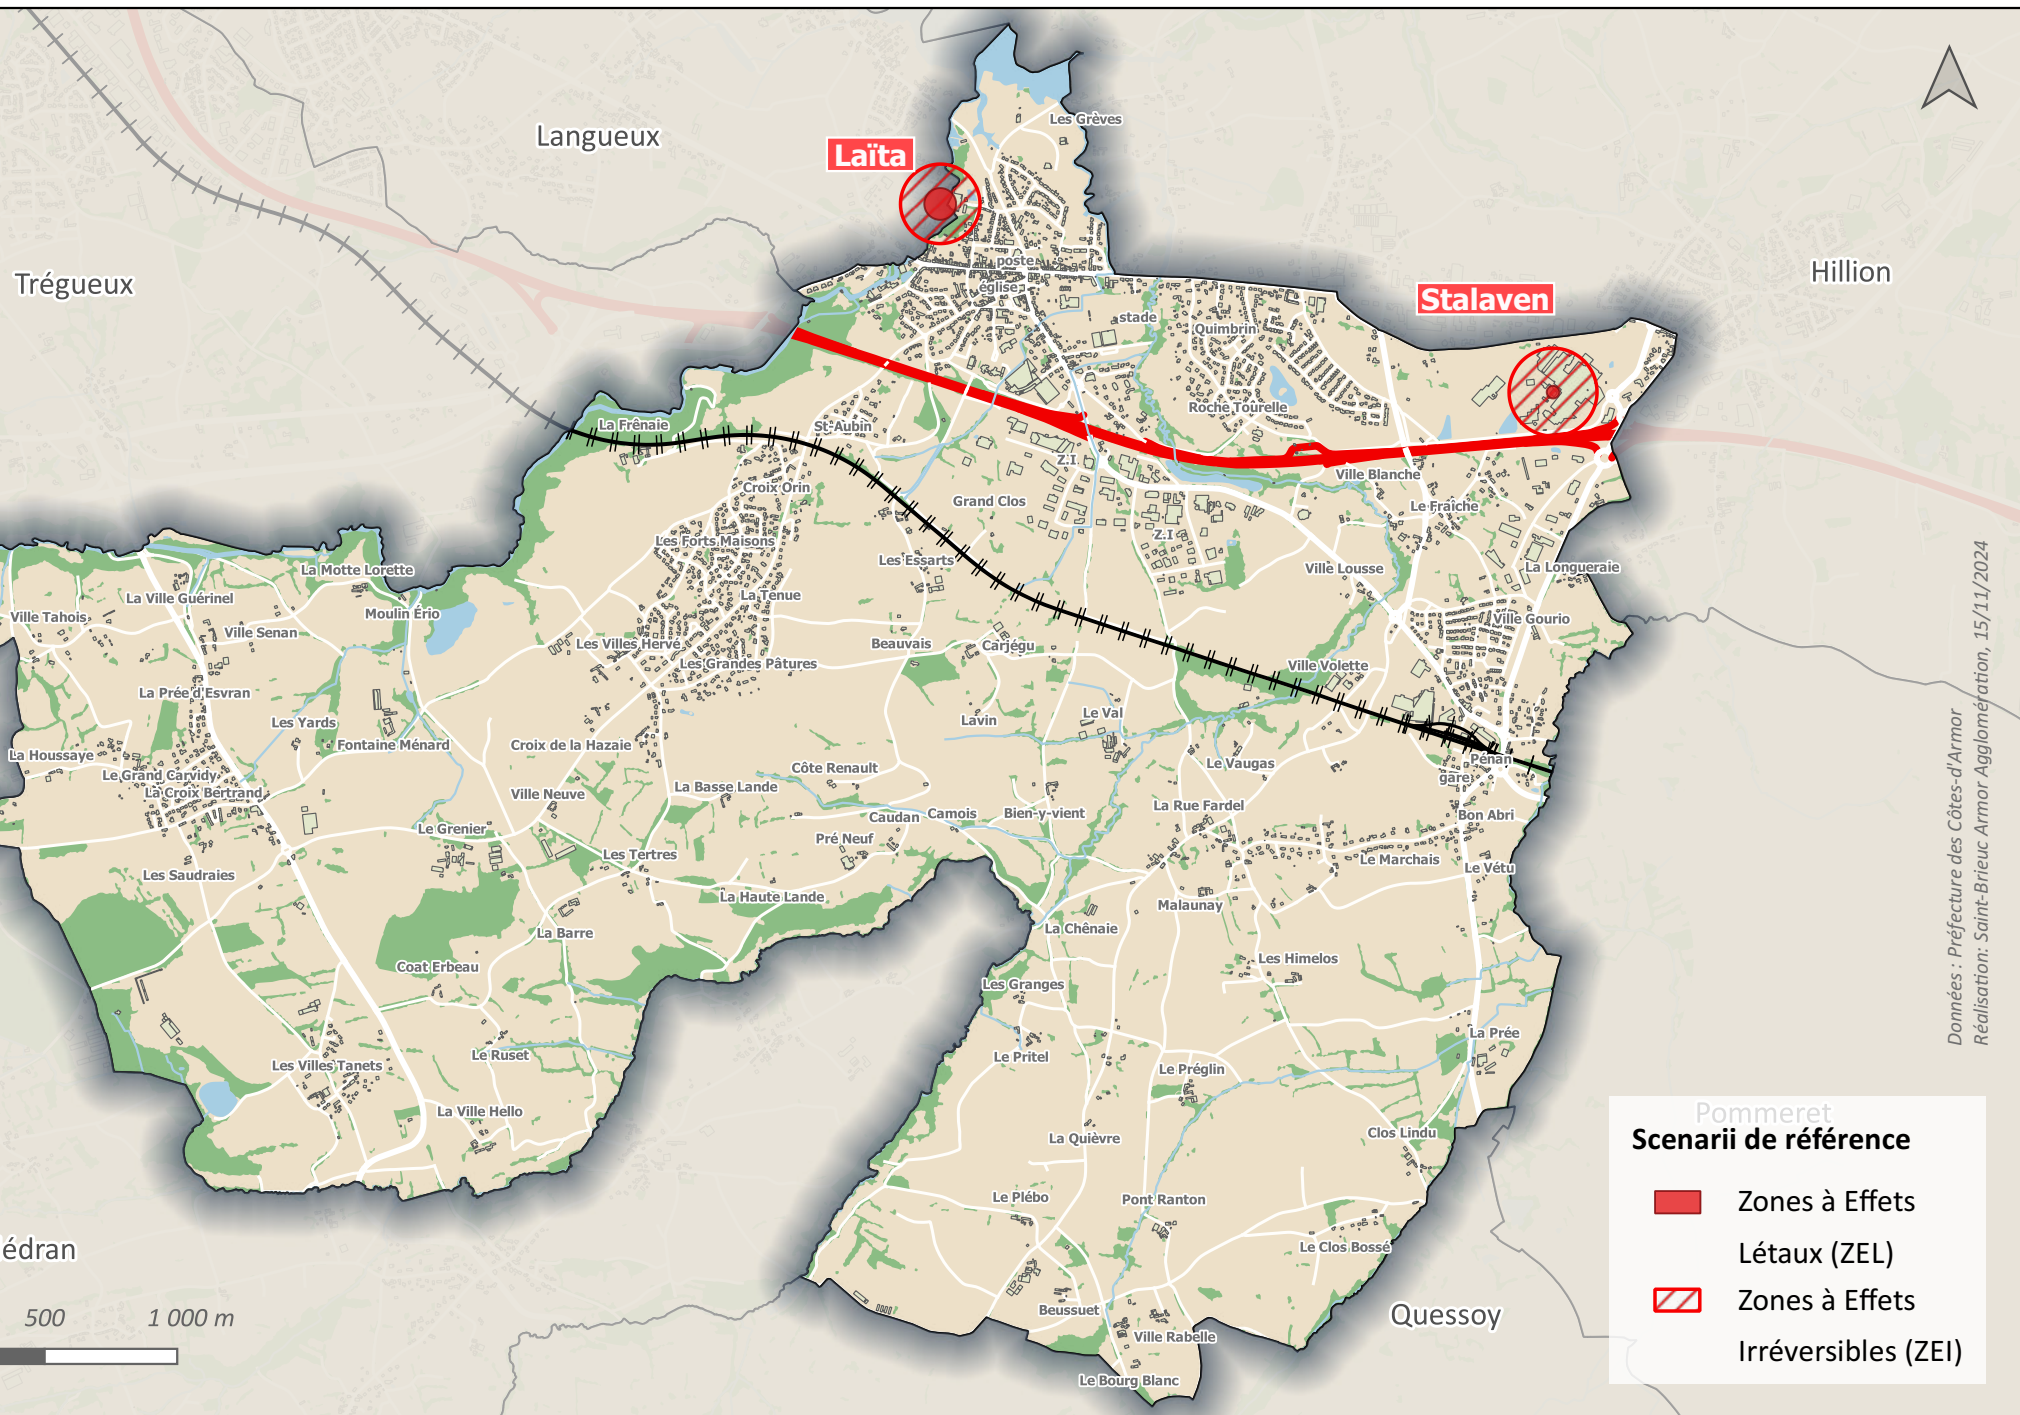 Les Grèves
Langueux
Laïta
poste
église
Hillion
Trégueux
Stalaven
stade
Quimbrin
Roche Tourelle
La Frênaie
St-Aubin
Z.I.
Ville Blanche
Croix Orin
Grand Clos
Le Fraîche
Les Forts Maisons
Z.I.
La Motte Lorette
Les Essarts
Ville Lousse
La Longueraie
La Ville Guérinel
La Tenue
Ville Tahois
Moulin Ério
Ville Gourio
Ville Senan
Les Villes Hervé
Beauvais
Carjégu
Les Grandes Pâtures
Ville Volette
La Prée d'Esvran
Les Yards
Lavin
Le Val
Fontaine Ménard
Croix de la Hazaie
La Houssaye
Le Vaugas
Pénan
Le Grand Carvidy
Côte Renault
gare
La Croix Bertrand
Ville Neuve
La Basse Lande
La Rue Fardel
Caudan
Camois
Bien-y-vient
Bon Abri
Le Grenier
Pré Neuf
Les Tertres
Le Marchais
Les Saudraies
Le Vétu
La Haute Lande
Malaunay
La Barre
La Chênaie
Coat Erbeau
Les Himelos
Les Granges
La Prée
Le Ruset
Le Pritel
Les Villes Tanets
Le Préglin
La Ville Hello
La Quièvre
Clos Lindu
Le Plébo
Pont Ranton
édran
Le Clos Bossé
Beussuet
Quessoy
Ville Rabelle
Le Bourg Blanc
500
1 000 m
Données : Préfecture des Côtes-d'Armor
Réalisation: Saint-Brieuc Armor Agglomération, 15/11/2024
Pommeret
Scenarii de référence
Zones à Effets
Létaux (ZEL)
Zones à Effets
Irréversibles (ZEI)